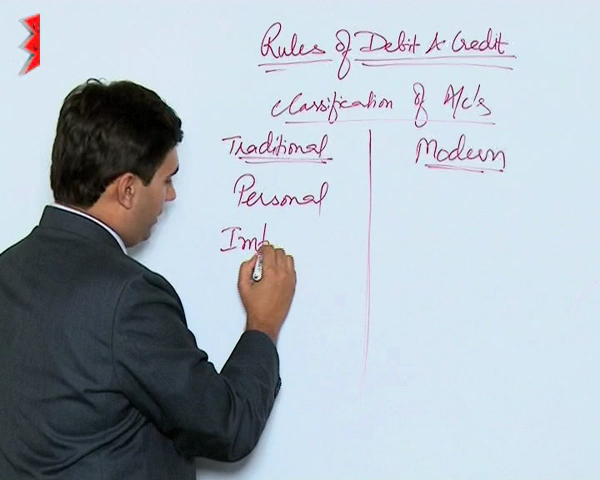 Rules of Debit & Credit
Classification of A/c's
Traditional
Modern
Personal
Imp